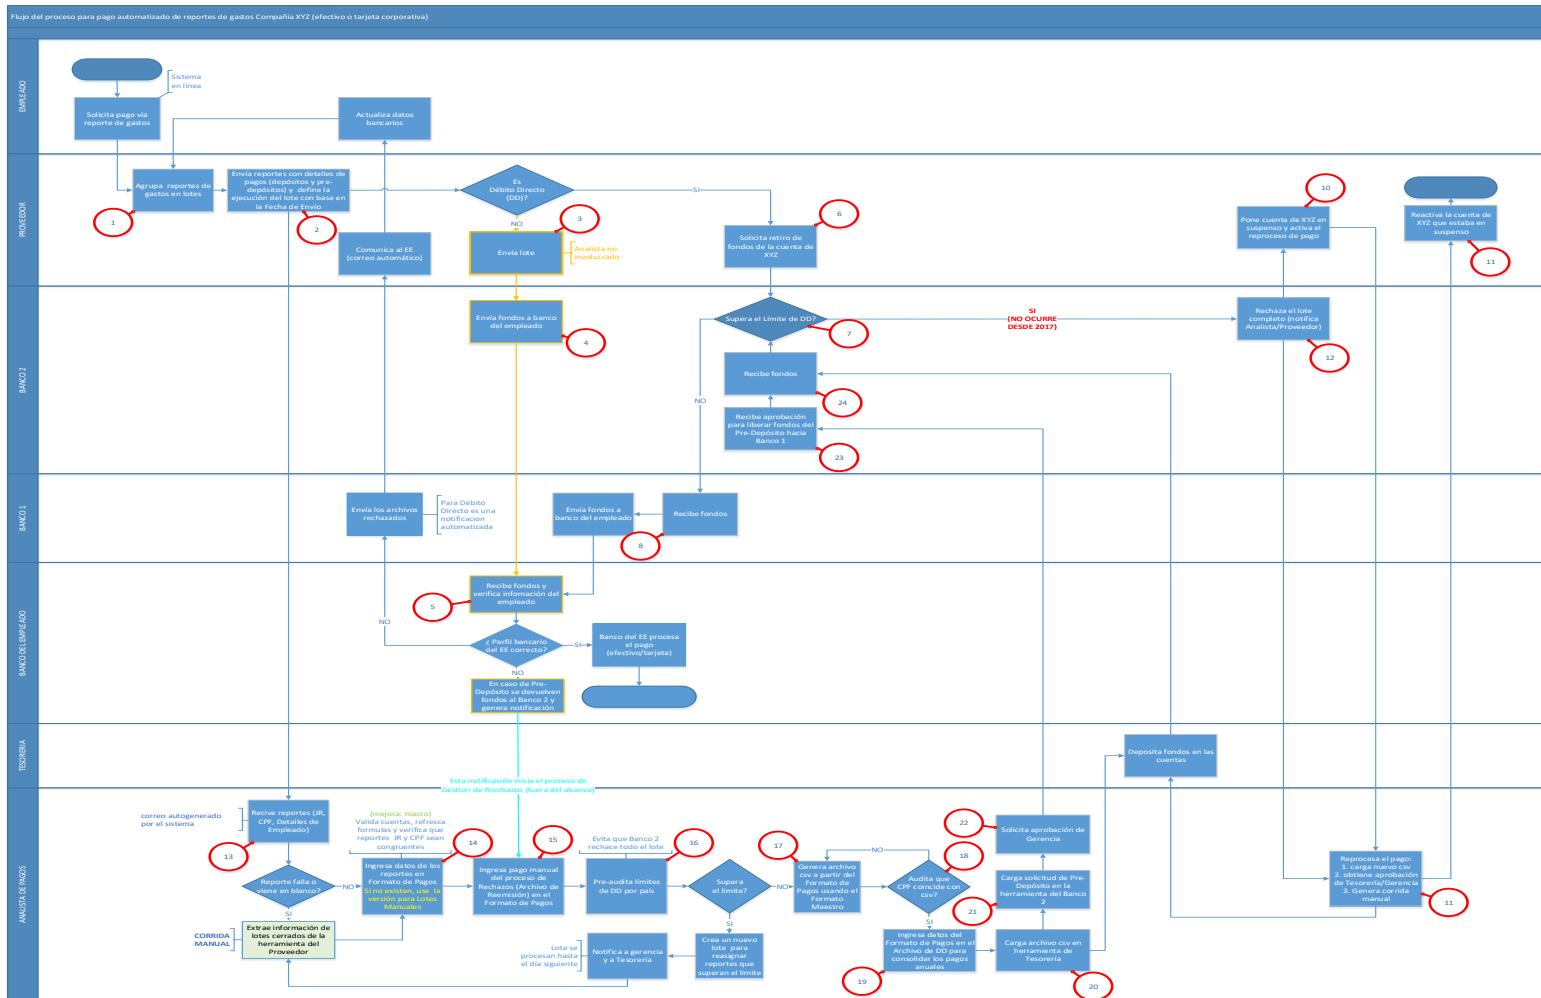 Flujo del proceso para pago automatizado de reportes de gastos Compañía XYZ (efectivo o tarjeta corporativa)
EMPLEADO
Sistema
en línea
Solicita pago vía
reporte de gastos
Actualiza datos
bancarios
PROVEEDOR
Agrupa reportes de
gastos en lotes
1
Envía reportes con detalles de
pagos (depósitos y pre-
depósitos) y define la
ejecución del lote con base en
la Fecha de Envío
2
Comunica al EE
(correo automático)
Es
Débito Directo
(DD)?
SI
NO
3
Envía lote
Analista no
involucrado
6
Solicita retiro de
fondos de la cuenta de
XYZ
10
Pone cuenta de XYZ en
suspenso y activa el
reproceso de pago
Reactiva la cuenta de
XYZ que estaba en
suspenso
11
BANCO 2
Envía fondos a banco
del empleado
4
Supera el Límite de DD?
7
SI
(NO OCURRE
DESDE 2017)
Rechaza el lote
completo (notifica
Analista/Proveedor)
12
Recibe fondos
24
NO
Recibe aprobación
para liberar fondos del
Pre-Depósito hacia
Banco 1
23
BANCO 1
Envía los archivos
rechazados
Para Débito
Directo es una
notificacion
automatizada
Envía fondos a
banco del empleado
Recibe fondos
8
BANCO DEL EMPLEADO
Recibe fondos y
verifica infomación del
empleado
5
NO
¿ Perfil bancario
del EE correcto?
SI
Banco del EE procesa
el pago
(efectivo/tarjeta)
NO
En caso de Pre-
Depósito se devuelven
fondos al Banco 2 y
genera notificación
TESORERIA
Deposita fondos en las
cuentas
Esta notificación inicia el proceso de
Gestion de Rrechazos (fuera del alcance)
ANALISTA DE PAGOS
correo autogenerado
por el sistema
Recive reportes (JR,
CPF, Detalles de
Empleado)
13
(mejora: macro)
Valida cuentas, refresca
formulas y verifica que
reportes JR y CPF sean
congruentes
14
15
Evita que Banco 2
rechace todo el lote
16
17
22
Solicita aprobación de
Gerencia
18
Reporte falla o
viene en blanco?
NO
Ingresa datos de los
reportes en
Formato de Pagos
Si no existen, use la
versión para Lotes
Manuales
Ingresa pago manual
del proceso de
Rechazos (Archivo de
Reemisión) en el
Formato de Pagos
Pre-audita límites
de DD por país
Supera
el límite?
NO
Genera archivo
csv a partir del
Formato de
Pagos usando el
Formato
Maestro
NO
Audita que
CPF coincide con
csv?
Carga solicitud de Pre-
Depósito en la
herramienta del Banco
2
21
Reprocesa el pago:
1. carga nuevo csv
2. obtiene aprobación
de Tesorería/Gerencia
3. Genera corrida
manual
11
SI
SI
SI
CORRIDA
MANUAL
Extrae información de
lotes cerrados de la
herramienta del
Proveedor
Lote se
procesan hasta
el día siguiente
Notifica a gerencia
y a Tesorería
Crea un nuevo
lote para
reasignar
reportes que
superan el límite
Ingresa datos del
Formato de Pagos en el
Archivo de DD para
consolidar los pagos
anuales
19
Carga archivo csv en
herramienta de
Tesorería
20